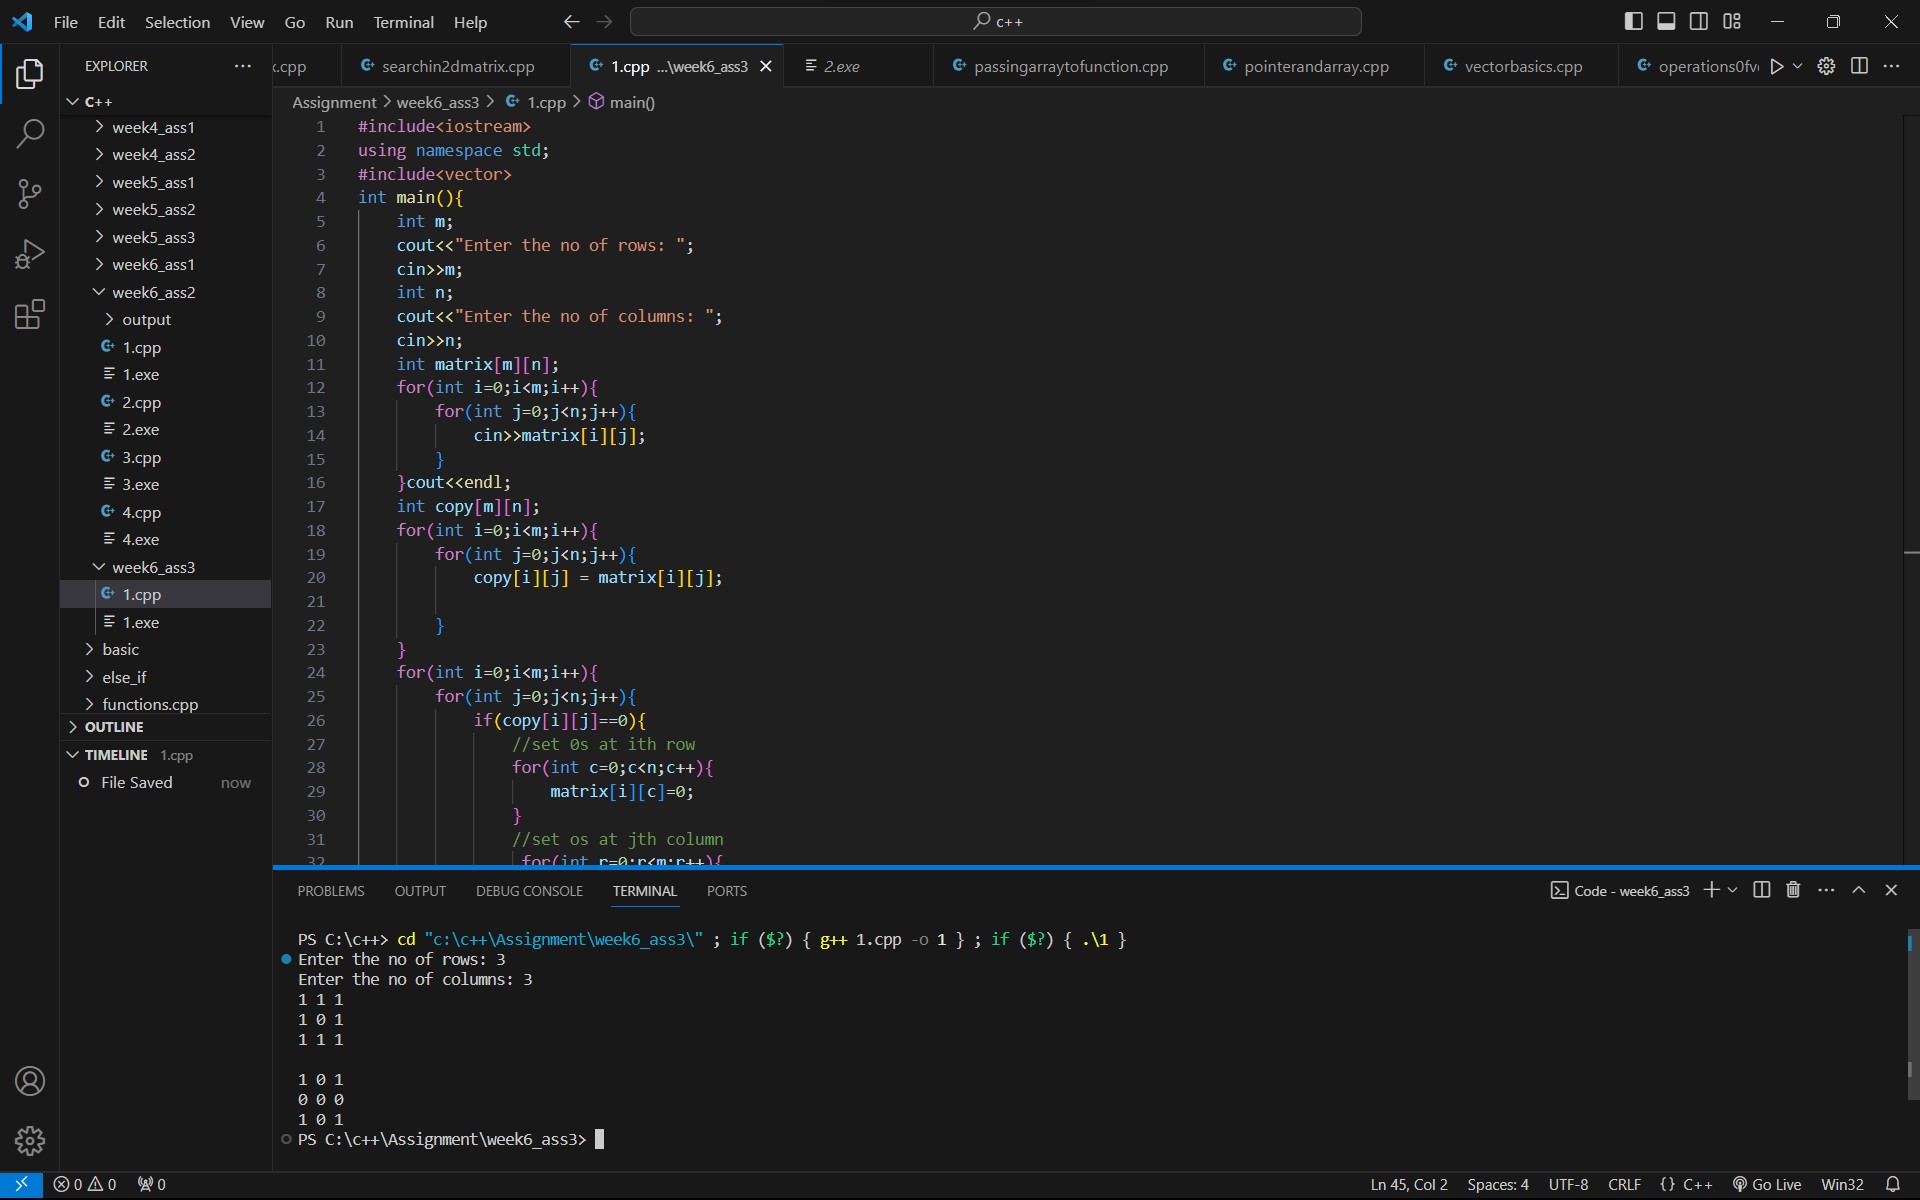 File Edit Selection View Go Run Terminal Help
c++
EXPLORER
.cpp
searchin2dmatrix.cpp
1.cpp ...\week6_ass3
2.exe
passingarraytofunction.cpp
pointerandarray.cpp
vectorbasics.cpp
C++
week4_ass1
week4_ass2
week5_ass1
week5_ass2
week5_ass3
week6_ass1
week6_ass2
output
1.cpp
1.exe
2.cpp
2.exe
3.cpp
3.exe
4.cpp
4.exe
week6_ass3
1.cpp
1.exe
basic
else_if
functions.cpp
OUTLINE
TIMELINE 1.cpp
File Saved now
Assignment > week6_ass3 > 1.cpp > main()
1 #include<iostream>
2 using namespace std;
3 #include<vector>
4 int main(){
5 int m;
6 cout<<"Enter the no of rows: ";
7 cin>>m;
8 int n;
9 cout<<"Enter the no of columns: ";
10 cin>>n;
11 int matrix[m][n];
12 for(int i=0;i<m;i++){
13 for(int j=0;j<n;j++){
14 cin>>matrix[i][j];
15 }
16 }cout<<endl;
17 int copy[m][n];
18 for(int i=0;i<m;i++){
19 for(int j=0;j<n;j++){
20 copy[i][j] = matrix[i][j];
21
22 }
23 }
24 for(int i=0;i<m;i++){
25 for(int j=0;j<n;j++){
26 if(copy[i][j]==0){
27 //set 0s at ith row
28 for(int c=0;c<n;c++){
29 matrix[i][c]=0;
30 }
31 //set os at jth column
32 for(int r=0;r<m;r++){
PROBLEMS OUTPUT DEBUG CONSOLE TERMINAL PORTS
Code - week6_ass3
PS C:\c++> cd "c:\c++\Assignment\week6_ass3\" ; if ($?) { g++ 1.cpp -o 1 } ; if ($?) { .\1 }
Enter the no of rows: 3
Enter the no of columns: 3
1 1 1
1 0 1
1 1 1
1 0 1
0 0 0
1 0 1
PS C:\c++\Assignment\week6_ass3>
0 0 0
Ln 45, Col 2 Spaces: 4 UTF-8 CRLF {} C++ Go Live Win32